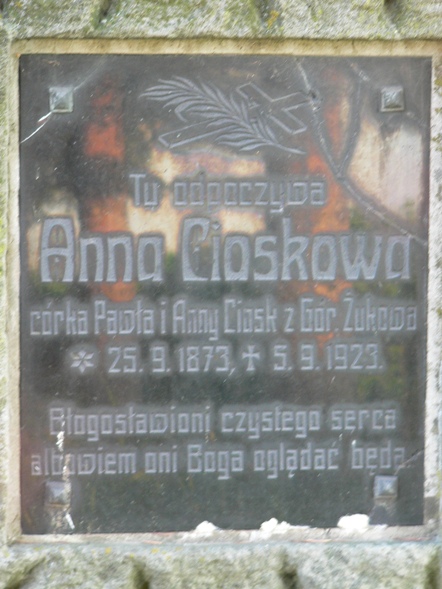 Tu odpoczywa
Anna Cioskowa
córka Pawła i Anny Ciosk z Gór. Żukowa
* 25. 9. 1873, + 5. 9. 1923.
Błogosławioni czystego serca
albowiem oni Boga oglądać będą.